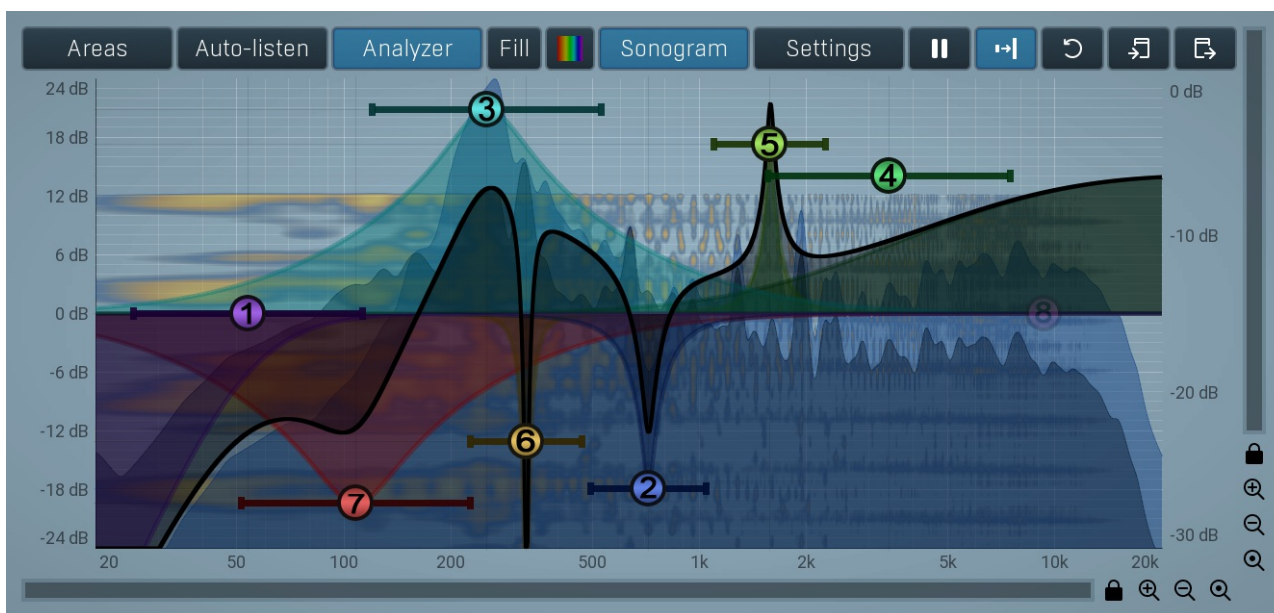 Areas Auto-listen Analyzer Fill Sonogram Settings
24 dB 0 dB
18 dB
12 dB
6 dB -10 dB
0 dB
-6 dB
-12 dB -20 dB
-18 dB
-24 dB -30 dB
3
5
4
1 8
6
2
7
20 50 100 200 500 1k 2k 5k 10k 20k